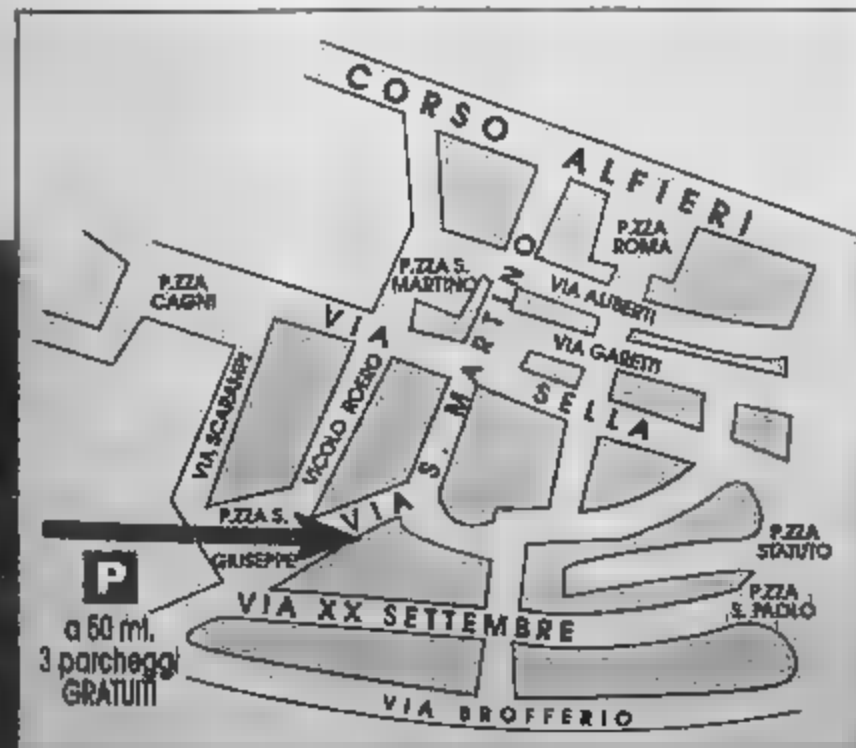 CORSO ALFIERI
P.ZZA
ROMA
P.ZZA S.
MARTINO
VIA ALIBERTI
P.ZZA
CAGNI
VIA GARETTI
VIA SELLA
VIA S. MARTINO
VIA SCARAMPI
VICOLO ROERO
P.ZZA S.
GIUSEPPE
P.ZZA
STATUTO
P
a 50 mt.
3 parcheggi
GRATUITI
P.ZZA
S. PAOLO
VIA XX SETTEMBRE
VIA BROFFERIO